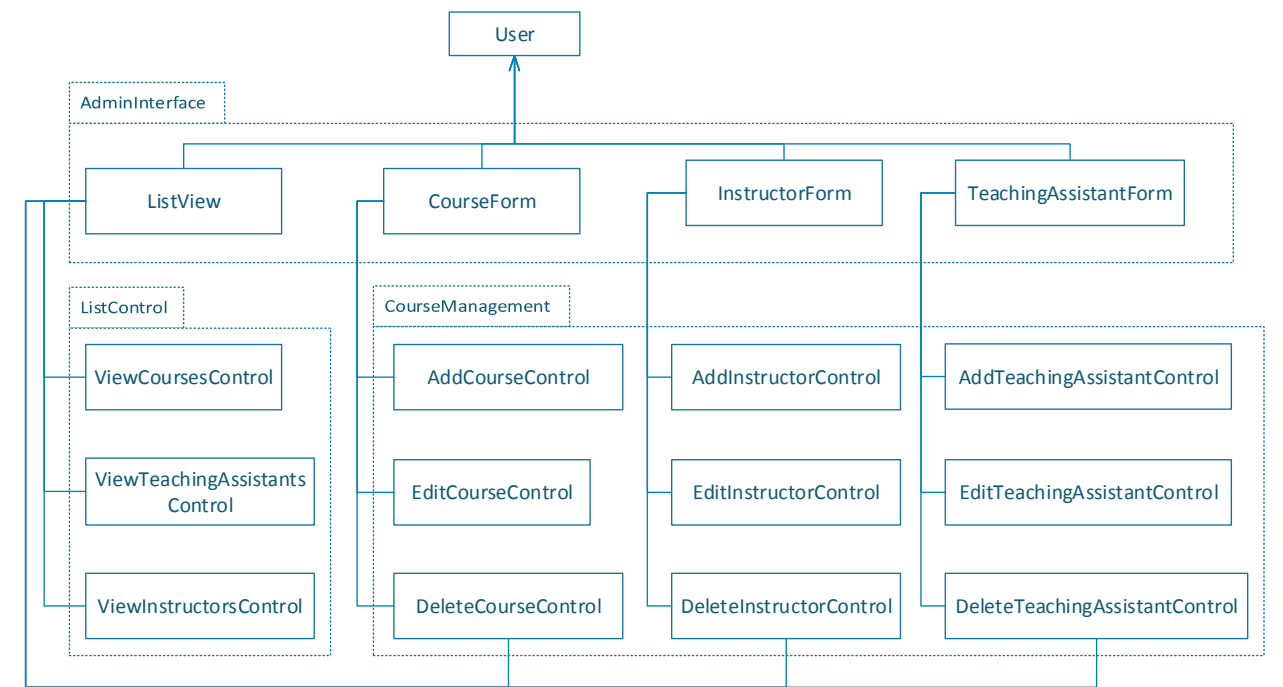 User
AdminInterface
ListView
CourseForm
InstructorForm
TeachingAssistantForm
ListControl
CourseManagement
ViewCoursesControl
AddCourseControl
AddInstructorControl
AddTeachingAssistantControl
ViewTeachingAssistants
Control
EditCourseControl
EditInstructorControl
EditTeachingAssistantControl
ViewInstructorsControl
DeleteCourseControl
DeleteInstructorControl
DeleteTeachingAssistantControl